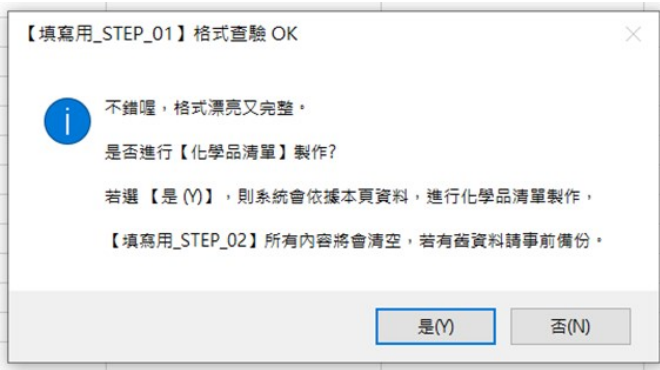 【填寫用_STEP_01】格式查驗 OK
不錯喔，格式漂亮又完整。
是否進行【化學品清單】製作?
若選 【是 (Y)】，則系統會依據本頁資料，進行化學品清單製作，
【填寫用_STEP_02】所有內容將會清空，若有舊資料請事前備份。
是(Y)
否(N)